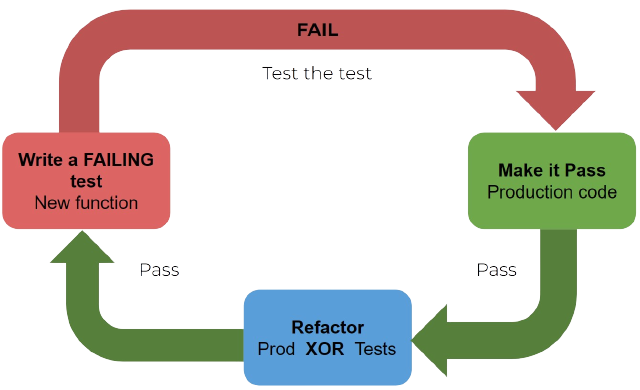 FAIL
Test the test
Write a FAILING
test
New function
Make it Pass
Production code
Pass
Pass
Refactor
Prod XOR Tests